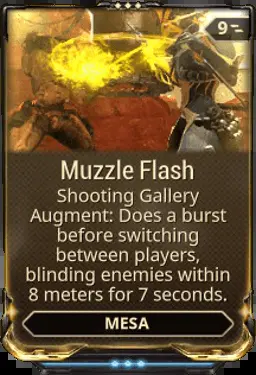 9
Muzzle Flash
Shooting Gallery
Augment: Does a burst
before switching
between players,
blinding enemies within
8 meters for 7 seconds.
MESA